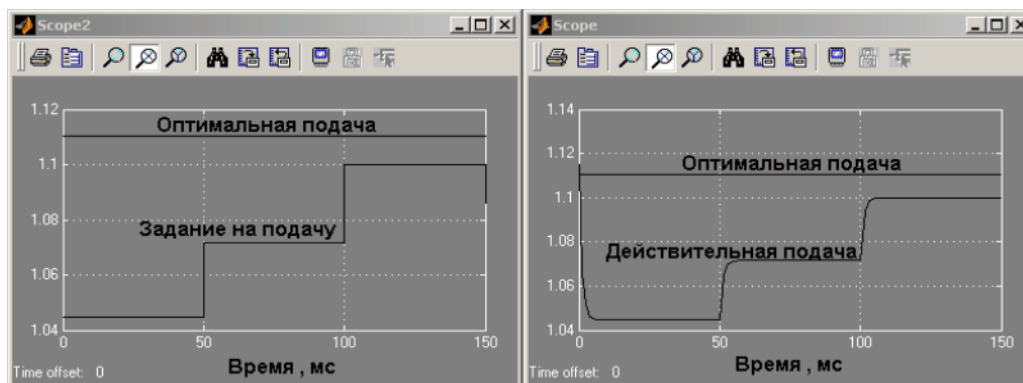 Scope2
1.12
Оптимальная подача
1.1
1.08
Задание на подачу
1.06
1.04
0
50
100
150
Время , мс
Time offset: 0
Scope
1.14
1.12
Оптимальная подача
1.1
1.08
Действительная подача
1.06
1.04
0
50
100
150
Время , мс
Time offset: 0